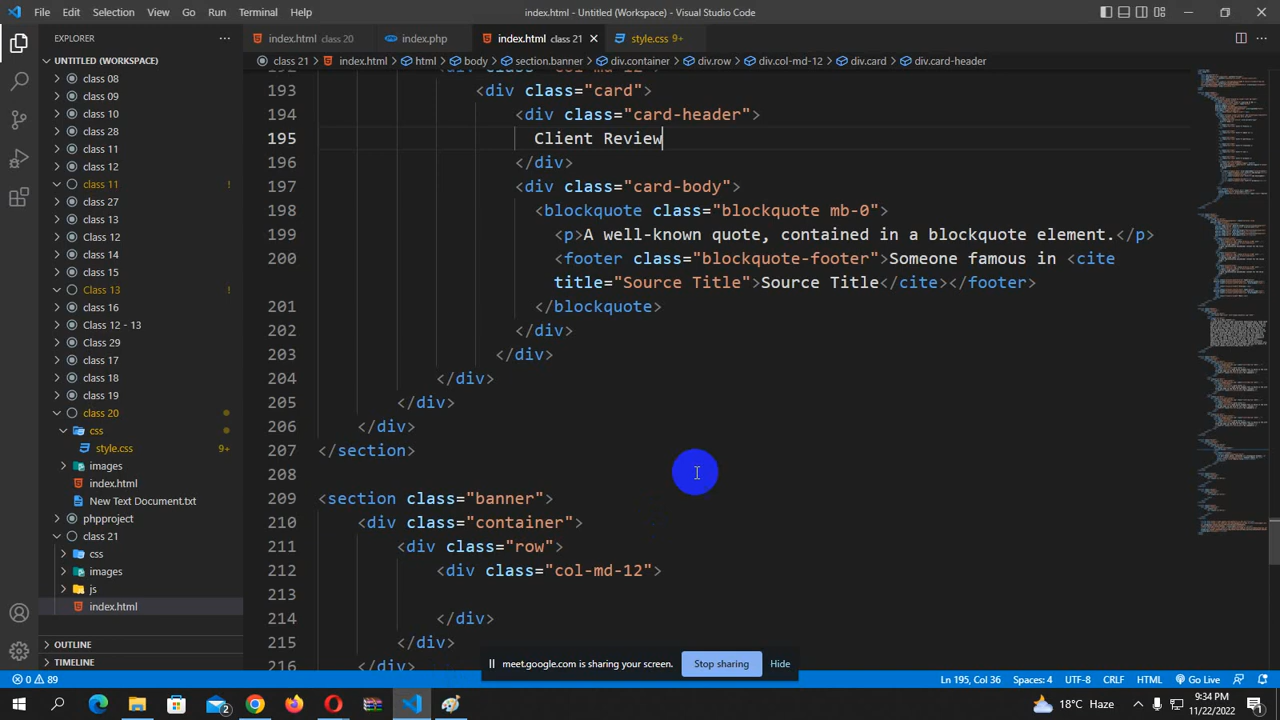 File Edit Selection View Go Run Terminal Help
index.html - Untitled (Workspace) - Visual Studio Code
EXPLORER
index.html class 20
index.php
index.html class 21
style.css 9+
UNTITLED (WORKSPACE)
class 21 > index.html > html > body > section.banner > div.container > div.row > div.col-md-12 > div.card > div.card-header
class 08
class 09
class 10
class 28
class 11
class 12
class 11 !
class 27
class 13
Class 12
class 14
class 15
Class 13 !
class 16
Class 12 - 13
Class 29
class 17
class 18
class 19
class 20
css
style.css 9+
images
index.html
New Text Document.txt
phpproject
class 21
css
images
js
index.html
OUTLINE
TIMELINE
193 <div class="card">
194 <div class="card-header">
195 Client Review
196 </div>
197 <div class="card-body">
198 <blockquote class="blockquote mb-0">
199 <p>A well-known quote, contained in a blockquote element.</p>
200 <footer class="blockquote-footer">Someone famous in <cite
title="Source Title">Source Title</cite></footer>
201 </blockquote>
202 </div>
203 </div>
204 </div>
205 </div>
206 </div>
207 </section>
208
209 <section class="banner">
210 <div class="container">
211 <div class="row">
212 <div class="col-md-12">
213
214 </div>
215 </div>
216 </div>
meet.google.com is sharing your screen. Stop sharing Hide
0 89
Ln 195, Col 36 Spaces: 4 UTF-8 CRLF HTML Go Live
18°C Haze
9:34 PM
11/22/2022